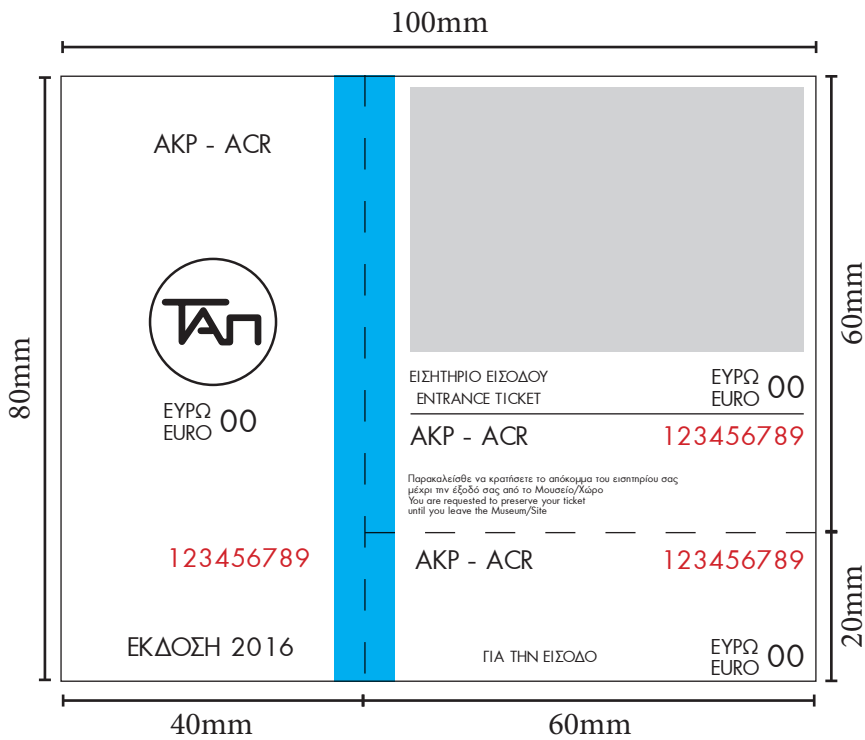 100mm
80mm
ΑΚΡ - ACR
ΤΑΠ
ΕΥΡΩ
EURO 00
123456789
ΕΚΔΟΣΗ 2016
ΕΙΣΗΤΗΡΙΟ ΕΙΣΟΔΟΥ
ENTRANCE TICKET
ΕΥΡΩ
EURO 00
ΑΚΡ - ACR 123456789
Παρακαλείσθε να κρατήσετε το απόκομμα του εισητηρίου σας
μέχρι την έξοδό σας από το Μουσείο/Χώρο
You are requested to preserve your ticket
until you leave the Museum/Site
ΑΚΡ - ACR 123456789
ΓΙΑ ΤΗΝ ΕΙΣΟΔΟ
ΕΥΡΩ
EURO 00
60mm
20mm
40mm
60mm